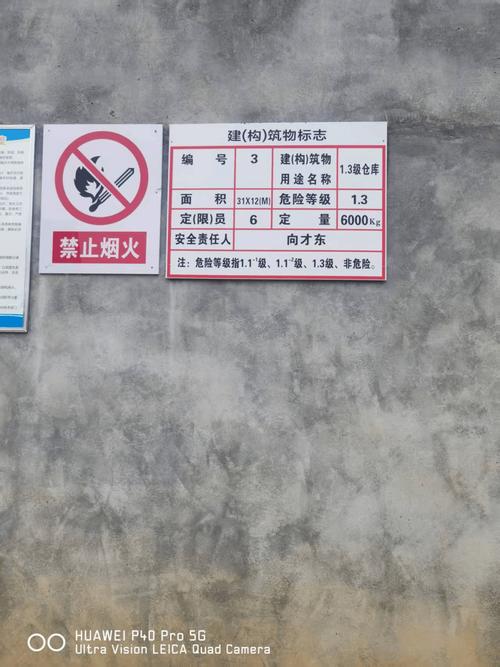 禁止烟火
建(构)筑物标志
编 号 3 建(构)筑物用途名称 1.3级仓库
面 积 31X12(M) 危险等级 1.3
定(限)员 6 定 量 6000Kg
安全责任人 向才东
注：危险等级指1.1⁻¹级、1.1⁻²级、1.3级、非危险。
HUAWEI P40 Pro 5G
Ultra Vision LEICA Quad Camera